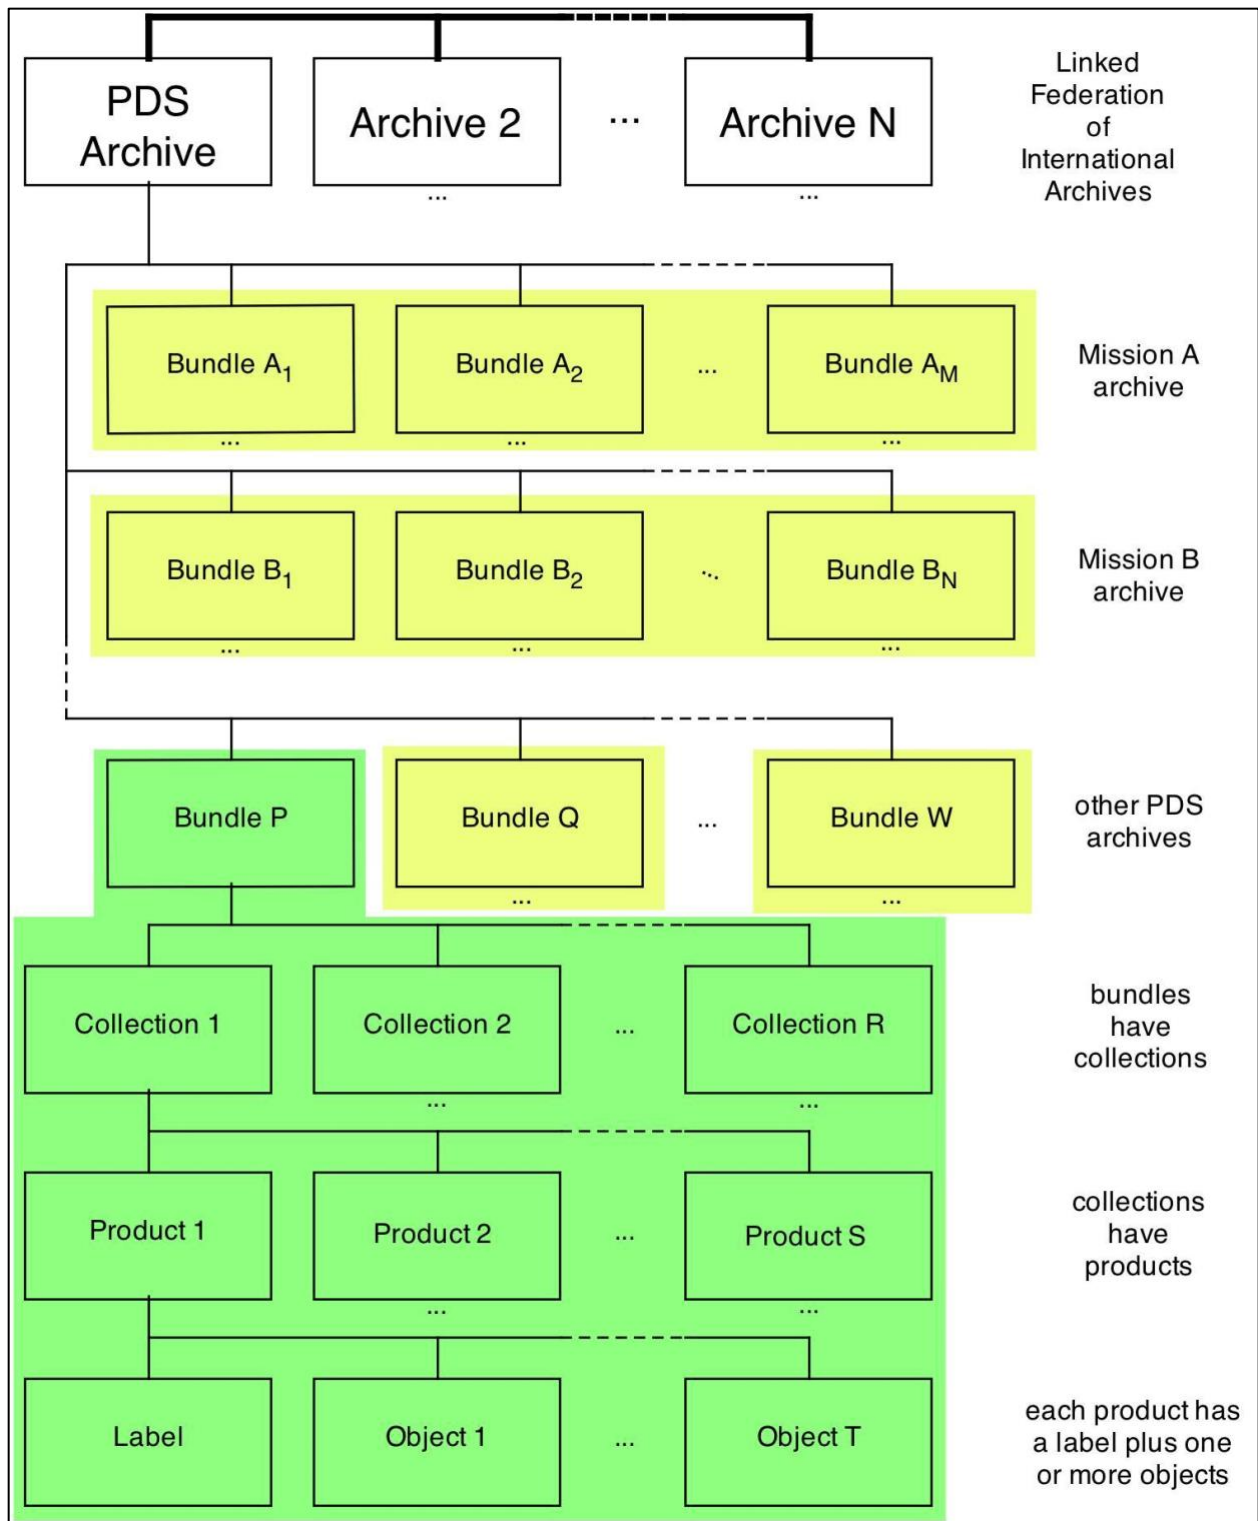 PDS
Archive
Archive 2
...
Archive N
Linked
Federation
of
International
Archives
...
...
Bundle A1
Bundle A2
...
Bundle AM
Mission A
archive
...
...
...
Bundle B1
Bundle B2
...
Bundle BN
Mission B
archive
...
...
...
Bundle P
Bundle Q
...
Bundle W
other PDS
archives
...
...
Collection 1
Collection 2
...
Collection R
bundles
have
collections
...
...
Product 1
Product 2
...
Product S
collections
have
products
...
...
Label
Object 1
...
Object T
each product has
a label plus one
or more objects